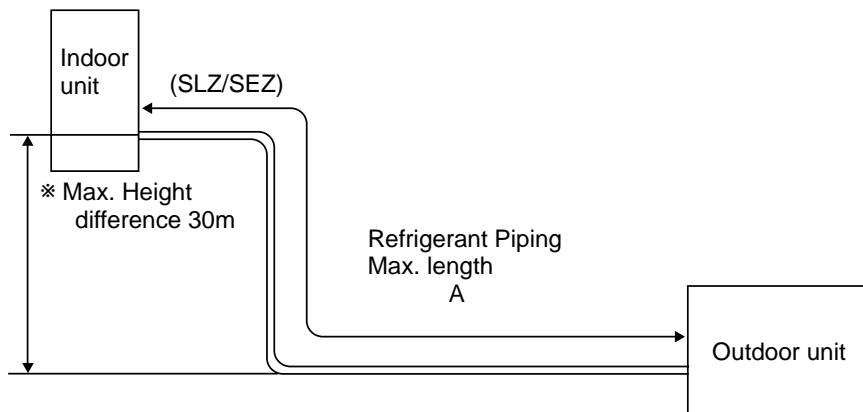 Indoor
unit
(SLZ/SEZ)
※ Max. Height
difference 30m
Refrigerant Piping
Max. length
A
Outdoor unit